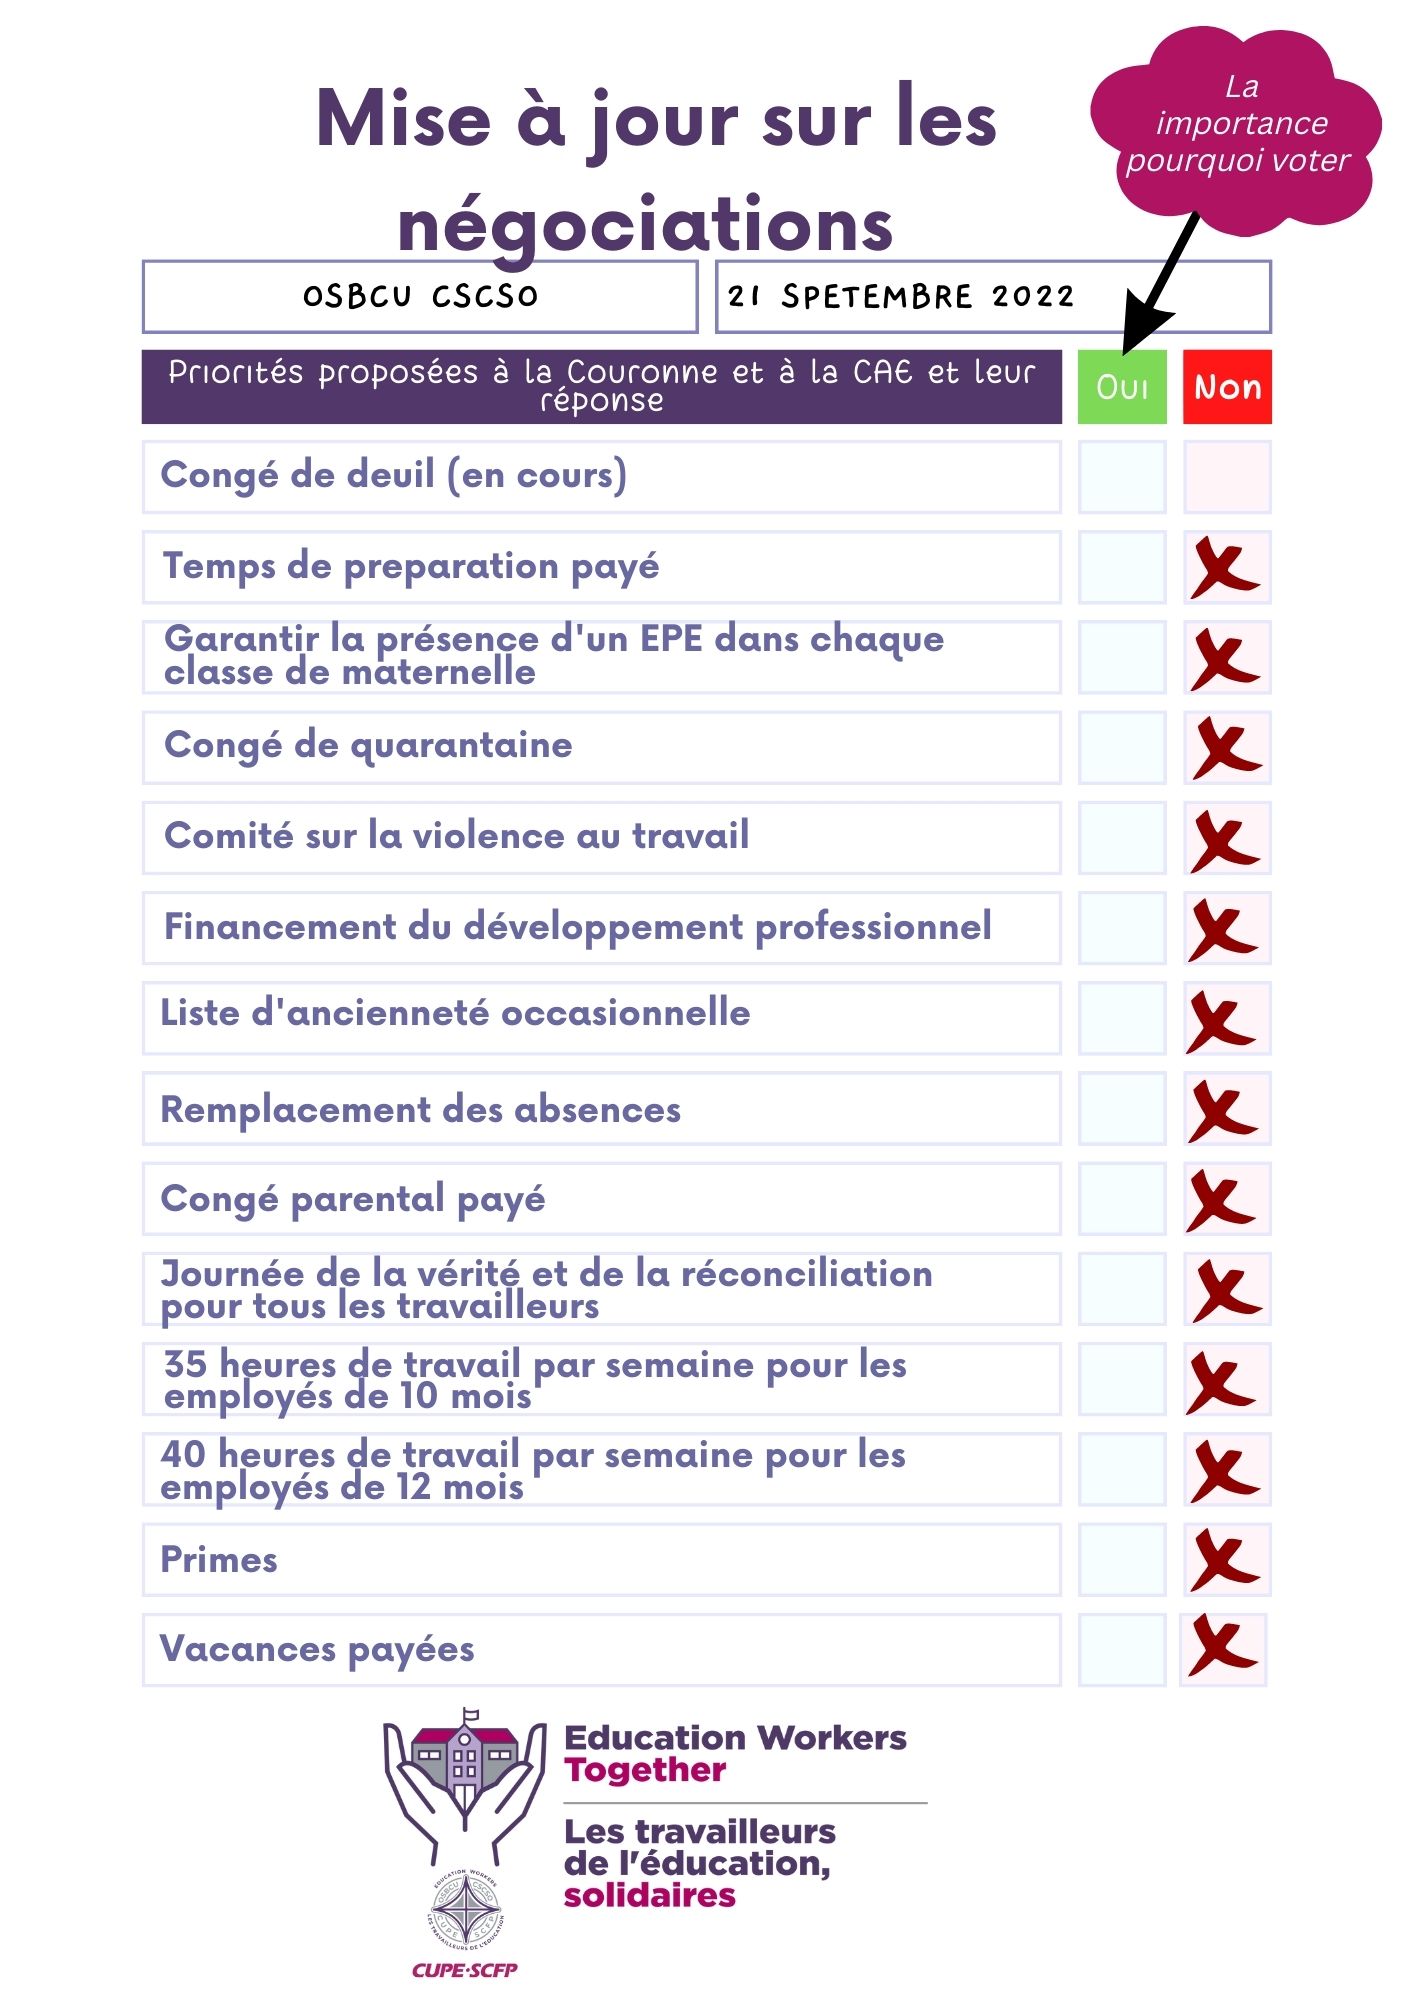 La
importance
pourquoi voter
Mise à jour sur les
négociations
OSBCU CSCSO
21 SPETEMBRE 2022
Priorités proposées à la Couronne et à la CAE et leur
réponse
Oui
Non
Congé de deuil (en cours)
Temps de preparation payé
Garantir la présence d'un EPE dans chaque
classe de maternelle
Congé de quarantaine
Comité sur la violence au travail
Financement du développement professionnel
Liste d'ancienneté occasionnelle
Remplacement des absences
Congé parental payé
Journée de la vérité et de la réconciliation
pour tous les travailleurs
35 heures de travail par semaine pour les
employés de 10 mois
40 heures de travail par semaine pour les
employés de 12 mois
Primes
Vacances payées
Education Workers
Together
Les travailleurs
de l'éducation,
solidaires
EDUCATION WORKERS
OSBCU CSCSO
CUPE SCFP
LES TRAVAILLEURS DE L'ÉDUCATION
CUPE·SCFP